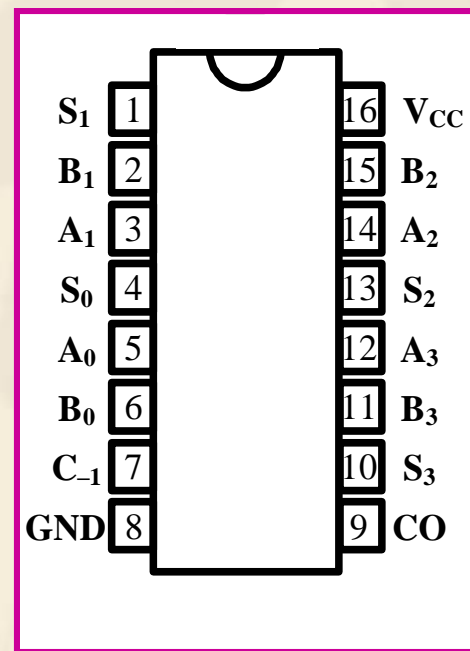 S₁ 1 16 V_CC
B₁ 2 15 B₂
A₁ 3 14 A₂
S₀ 4 13 S₂
A₀ 5 12 A₃
B₀ 6 11 B₃
C₋₁ 7 10 S₃
GND 8 9 CO